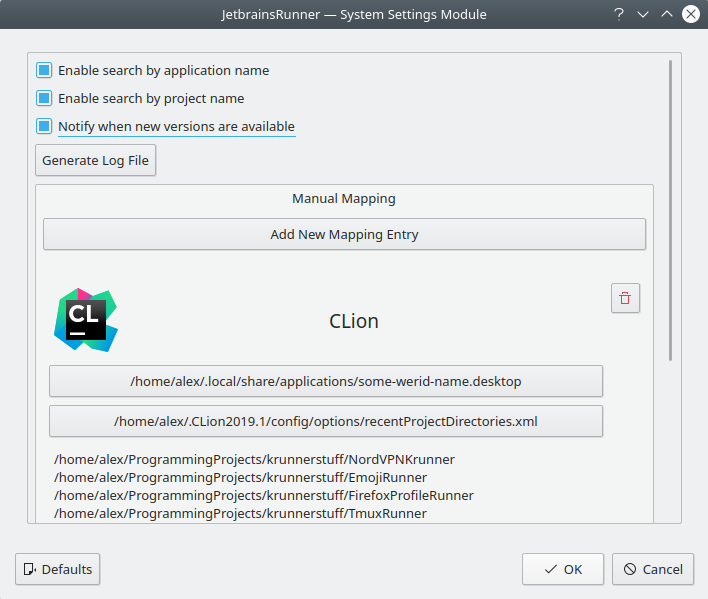 JetbrainsRunner — System Settings Module
Enable search by application name
Enable search by project name
Notify when new versions are available
Generate Log File
Manual Mapping
Add New Mapping Entry
CL
CLion
/home/alex/.local/share/applications/some-werid-name.desktop
/home/alex/.CLion2019.1/config/options/recentProjectDirectories.xml
/home/alex/ProgrammingProjects/krunnerstuff/NordVPNKrunner
/home/alex/ProgrammingProjects/krunnerstuff/EmojiRunner
/home/alex/ProgrammingProjects/krunnerstuff/FirefoxProfileRunner
/home/alex/ProgrammingProjects/krunnerstuff/TmuxRunner
Defaults
OK
Cancel